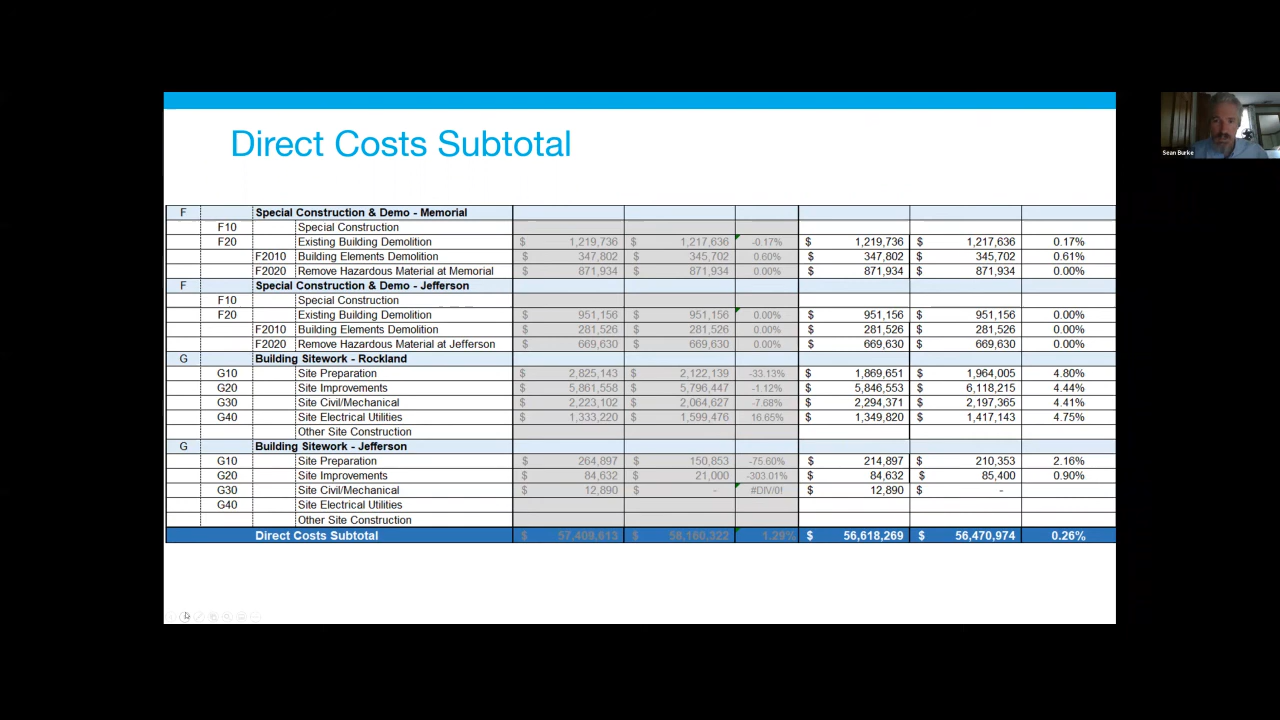 Direct Costs Subtotal
Sean Burke
F Special Construction & Demo - Memorial
F10 Special Construction
F20 Existing Building Demolition $ 1,219,736 $ 1,217,636 -0.17% $ 1,219,736 $ 1,217,636 0.17%
F2010 Building Elements Demolition $ 347,802 $ 345,702 0.60% $ 347,802 $ 345,702 0.61%
F2020 Remove Hazardous Material at Memorial $ 871,934 $ 871,934 0.00% $ 871,934 $ 871,934 0.00%
F Special Construction & Demo - Jefferson
F10 Special Construction
F20 Existing Building Demolition $ 951,156 $ 951,156 0.00% $ 951,156 $ 951,156 0.00%
F2010 Building Elements Demolition $ 281,526 $ 281,526 0.00% $ 281,526 $ 281,526 0.00%
F2020 Remove Hazardous Material at Jefferson $ 669,630 $ 669,630 0.00% $ 669,630 $ 669,630 0.00%
G Building Sitework - Rockland
G10 Site Preparation $ 2,825,143 $ 2,122,139 -33.13% $ 1,869,651 $ 1,964,005 4.80%
G20 Site Improvements $ 5,861,558 $ 5,796,447 -1.12% $ 5,846,553 $ 6,118,215 4.44%
G30 Site Civil/Mechanical $ 2,223,102 $ 2,064,627 -7.68% $ 2,294,371 $ 2,197,365 4.41%
G40 Site Electrical Utilities $ 1,333,220 $ 1,599,476 16.65% $ 1,349,820 $ 1,417,143 4.75%
Other Site Construction
G Building Sitework - Jefferson
G10 Site Preparation $ 264,897 $ 150,853 -75.60% $ 214,897 $ 210,353 2.16%
G20 Site Improvements $ 84,632 $ 21,000 -303.01% $ 84,632 $ 85,400 0.90%
G30 Site Civil/Mechanical $ 12,890 $ - #DIV/0! $ 12,890 $ -
G40 Site Electrical Utilities
Other Site Construction
Direct Costs Subtotal $ 57,409,613 $ 1.29% $ 56,618,269 $ 56,470,974 0.26%